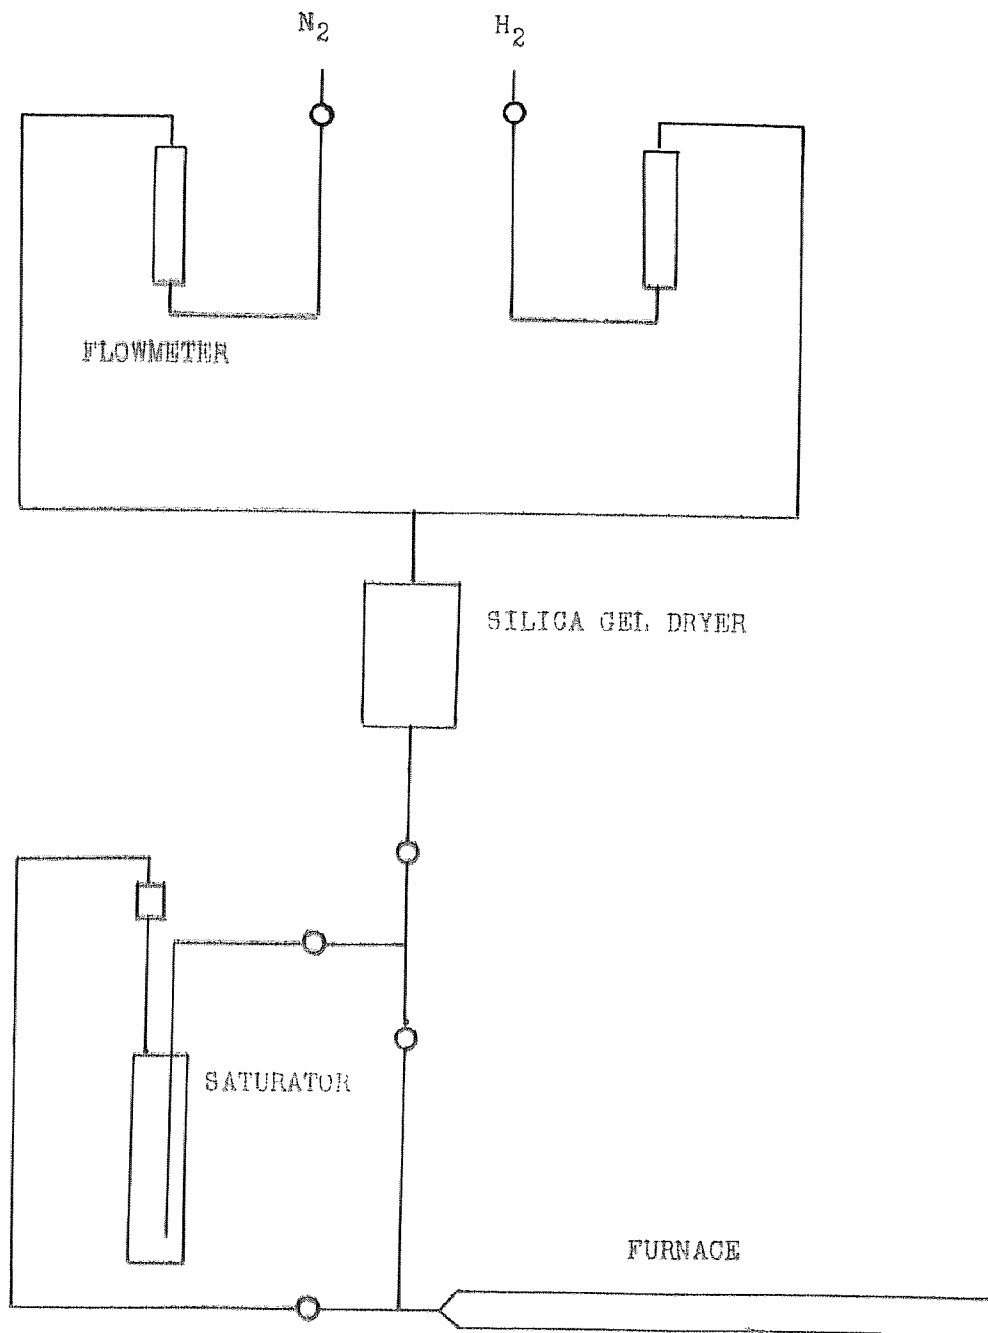 N2
H2
FLOWMETER
SILICA GEL DRYER
SATURATOR
FURNACE